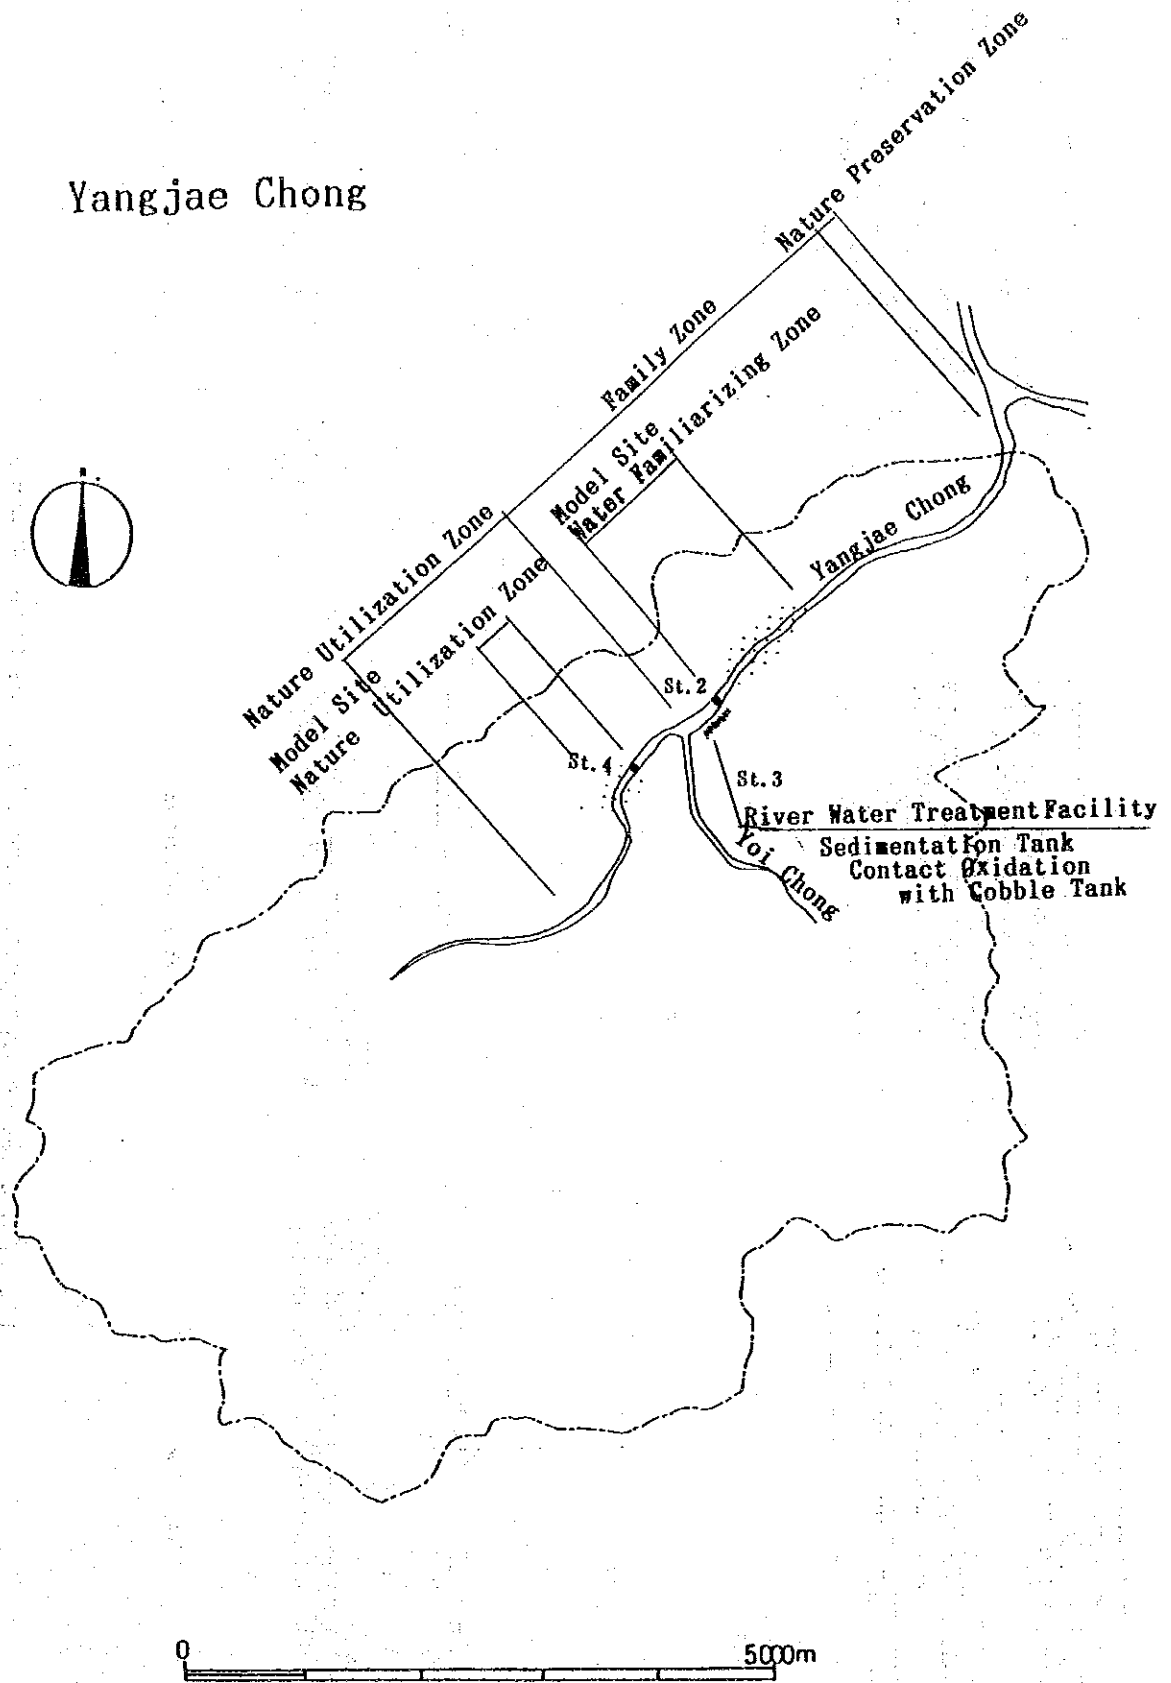 Yangjae Chong
Nature Preservation Zone
Family Zone
Model Site
Water Familiarizing Zone
Nature Utilization Zone
Model Site
Nature Utilization Zone
N
Yangjae Chong
St.2
St.4
St.3
River Water Treatment Facility
Sedimentation Tank
Contact Oxidation
with Cobble Tank
Yoi Chong
0
5000m